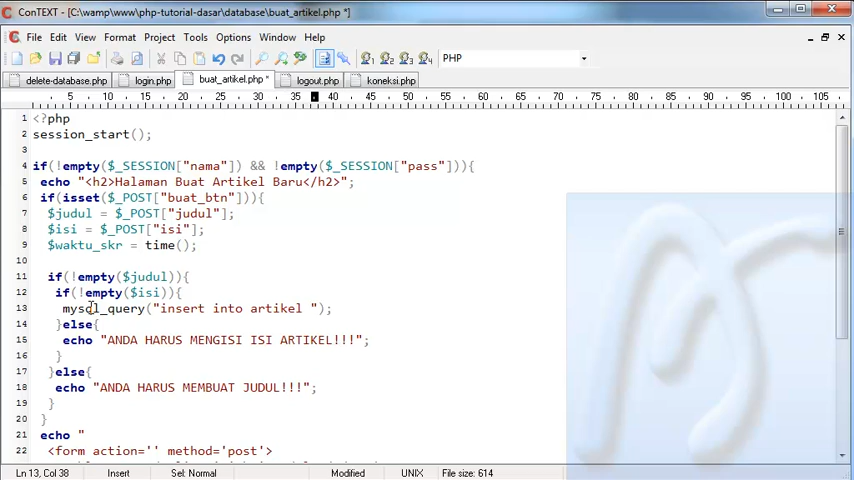 ConTEXT - [C:\wamp\www\php-tutorial-dasar\database\buat_artikel.php *]
File Edit View Format Project Tools Options Window Help
PHP
delete-database.php login.php buat_artikel.php * logout.php koneksi.php
5 10 15 20 25 30 35 40 45 50 55 60 65 70 75 80 85 90 95 100 105
1 <?php
2 session_start();
3
4 if(!empty($_SESSION["nama"]) && !empty($_SESSION["pass"])){
5 echo "<h2>Halaman Buat Artikel Baru</h2>";
6 if(isset($_POST["buat_btn"])){
7 $judul = $_POST["judul"];
8 $isi = $_POST["isi"];
9 $waktu_skr = time();
10
11 if(!empty($judul)){
12 if(!empty($isi)){
13 mysql_query("insert into artikel ");
14 }else{
15 echo "ANDA HARUS MENGISI ISI ARTIKEL!!!";
16 }
17 }else{
18 echo "ANDA HARUS MEMBUAT JUDUL!!!";
19 }
20 }
21 echo "
22 <form action='' method='post'>
Ln 13, Col 38 Insert Sel: Normal Modified UNIX File size: 614